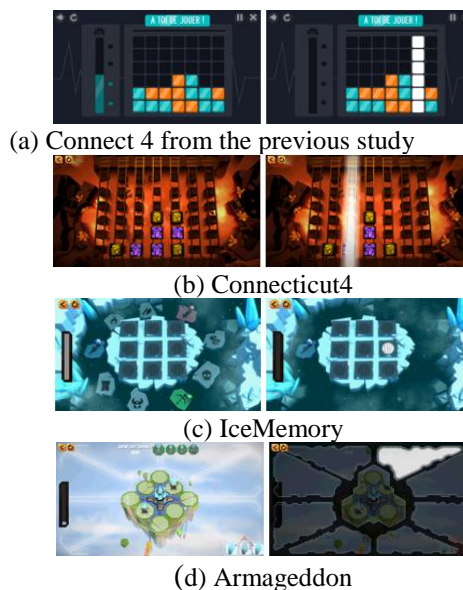 A TOI DE JOUER !
A TOI DE JOUER !
(a) Connect 4 from the previous study
(b) Connecticut4
(c) IceMemory
(d) Armageddon